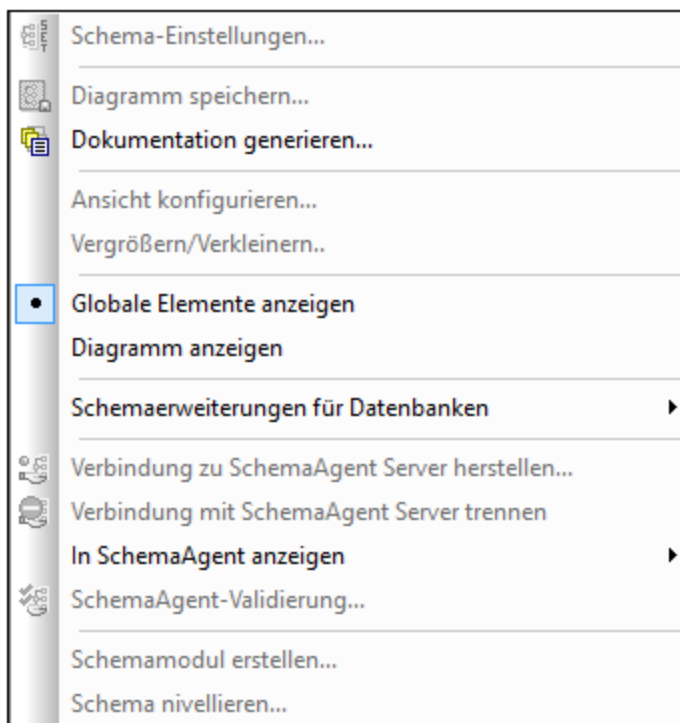 Schema-Einstellungen...
Diagramm speichern...
Dokumentation generieren...
Ansicht konfigurieren...
Vergrößern/Verkleinern..
Globale Elemente anzeigen
Diagramm anzeigen
Schemaerweiterungen für Datenbanken
Verbindung zu SchemaAgent Server herstellen...
Verbindung mit SchemaAgent Server trennen
In SchemaAgent anzeigen
SchemaAgent-Validierung...
Schemamodul erstellen...
Schema nivellieren...